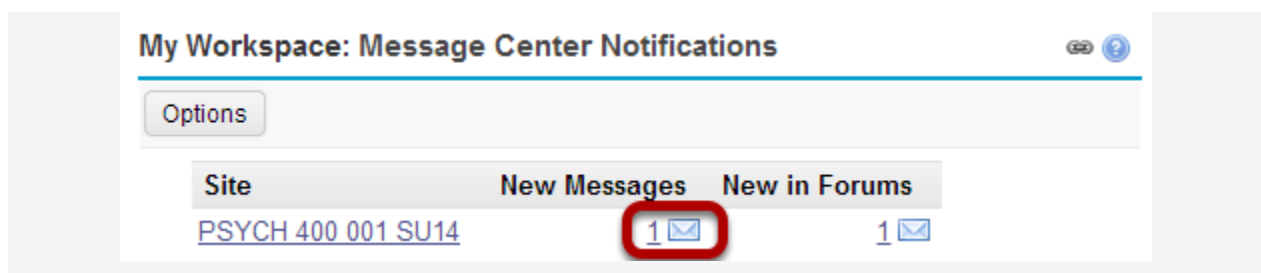 My Workspace: Message Center Notifications
Options
Site New Messages New in Forums
PSYCH 400 001 SU14 1 1